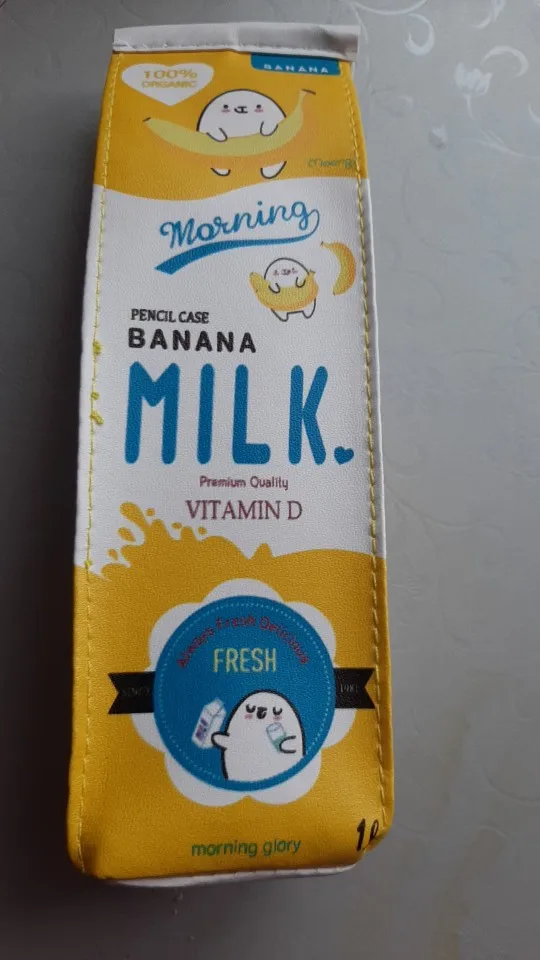 BANANA
100%
ORGANIC
Morning
PENCIL CASE
BANANA
MILK.
Premium Quality
VITAMIN D
Always Fresh Delicious
FRESH
morning glory